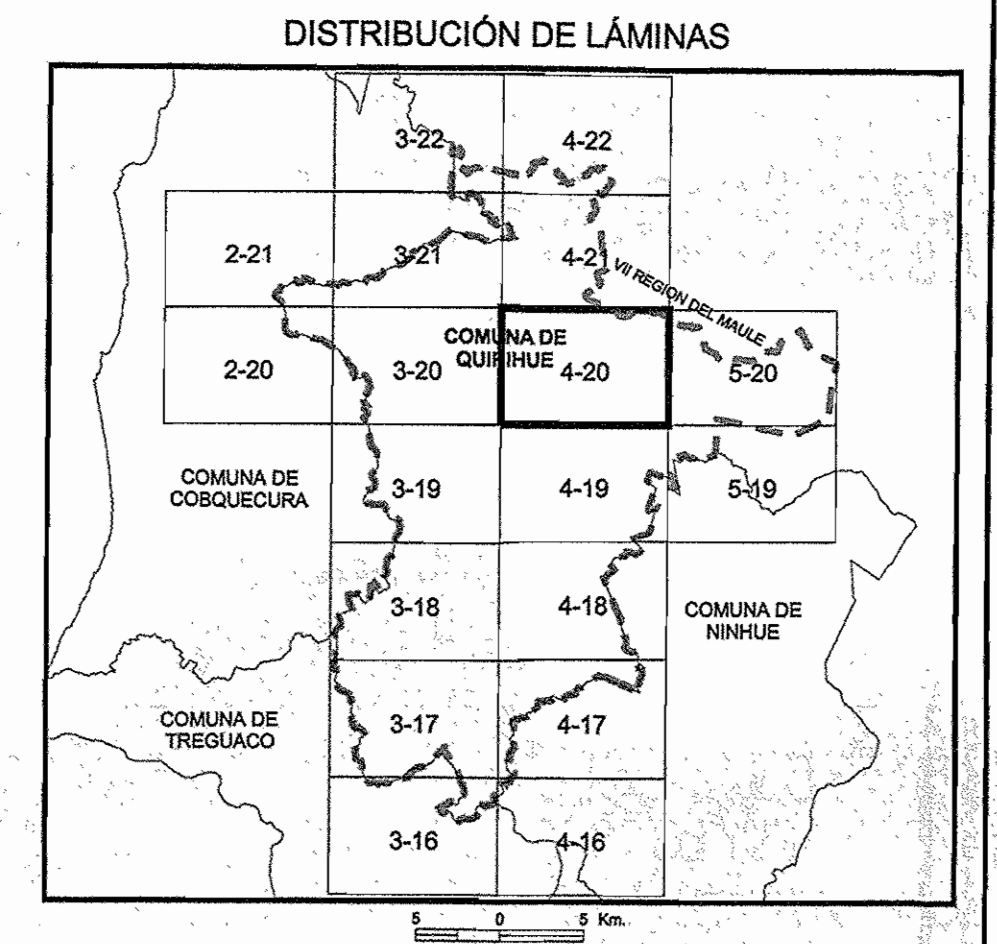 DISTRIBUCIÓN DE LÁMINAS
3-22
4-22
2-21
3-21
4-21
VII REGION DEL MAULE
COMUNA DE
QUIRIHUE
2-20
3-20
4-20
5-20
COMUNA DE
COBQUECURA
3-19
4-19
5-19
3-18
4-18
COMUNA DE
NINHUE
COMUNA DE
TREGUACO
3-17
4-17
3-16
4-16
5 0 5 Km.